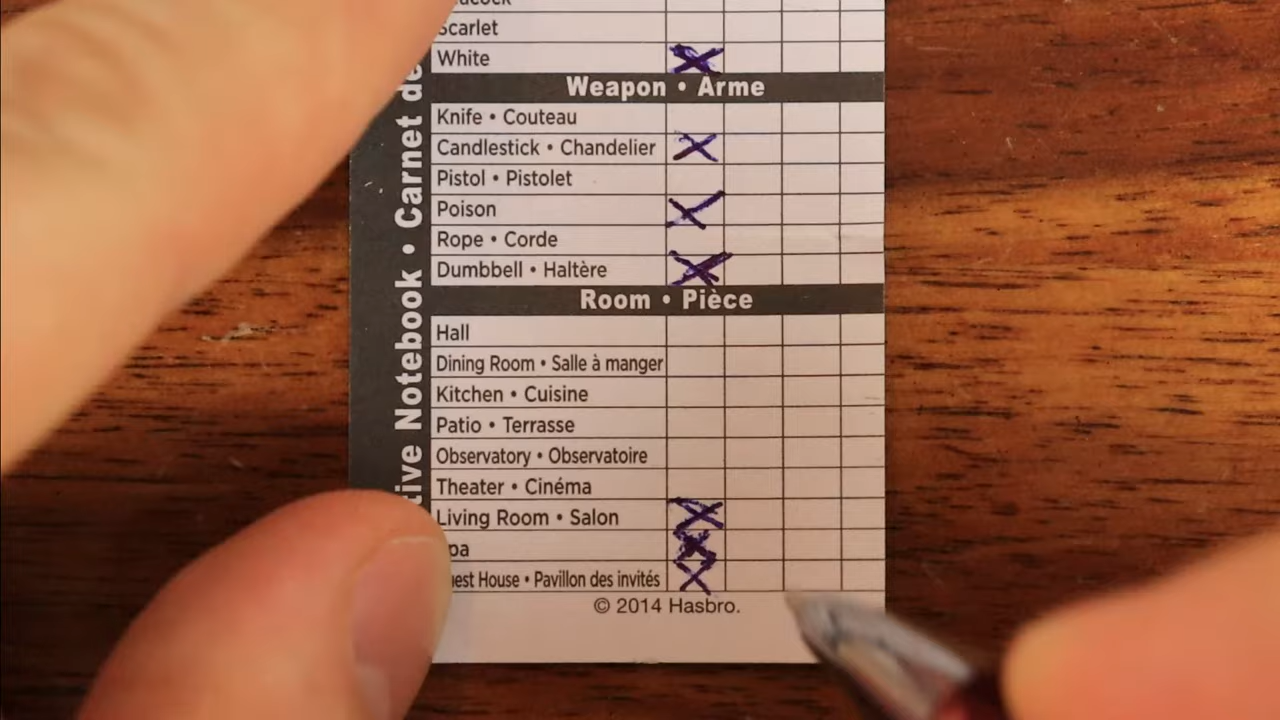 Scarlet
White
Weapon • Arme
Knife • Couteau
Candlestick • Chandelier
Pistol • Pistolet
Poison
Rope • Corde
Dumbbell • Haltère
Room • Pièce
Hall
Dining Room • Salle à manger
Kitchen • Cuisine
Patio • Terrasse
Observatory • Observatoire
Theater • Cinéma
Living Room • Salon
House • Pavillon des invités
© 2014 Hasbro.
Notebook • Carnet